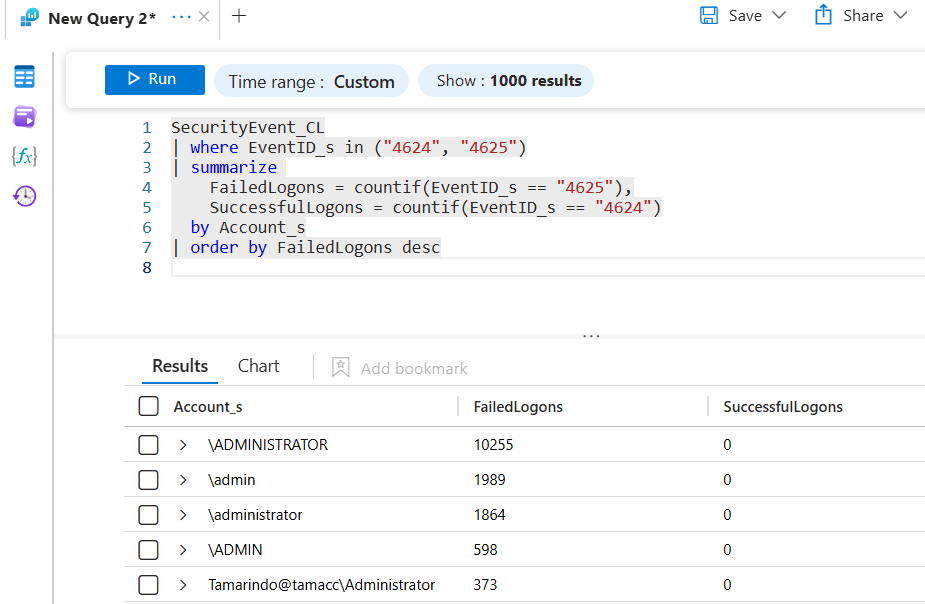 New Query 2* ··· × +
Save Share
Run Time range : Custom Show : 1000 results
1 SecurityEvent_CL
2 | where EventID_s in ("4624", "4625")
3 | summarize
4 FailedLogons = countif(EventID_s == "4625"),
5 SuccessfulLogons = countif(EventID_s == "4624")
6 by Account_s
7 | order by FailedLogons desc
8
{fx}
...
Results Chart Add bookmark
Account_s FailedLogons SuccessfulLogons
> \ADMINISTRATOR 10255 0
> \admin 1989 0
> \administrator 1864 0
> \ADMIN 598 0
> Tamarindo@tamacc\Administrator 373 0